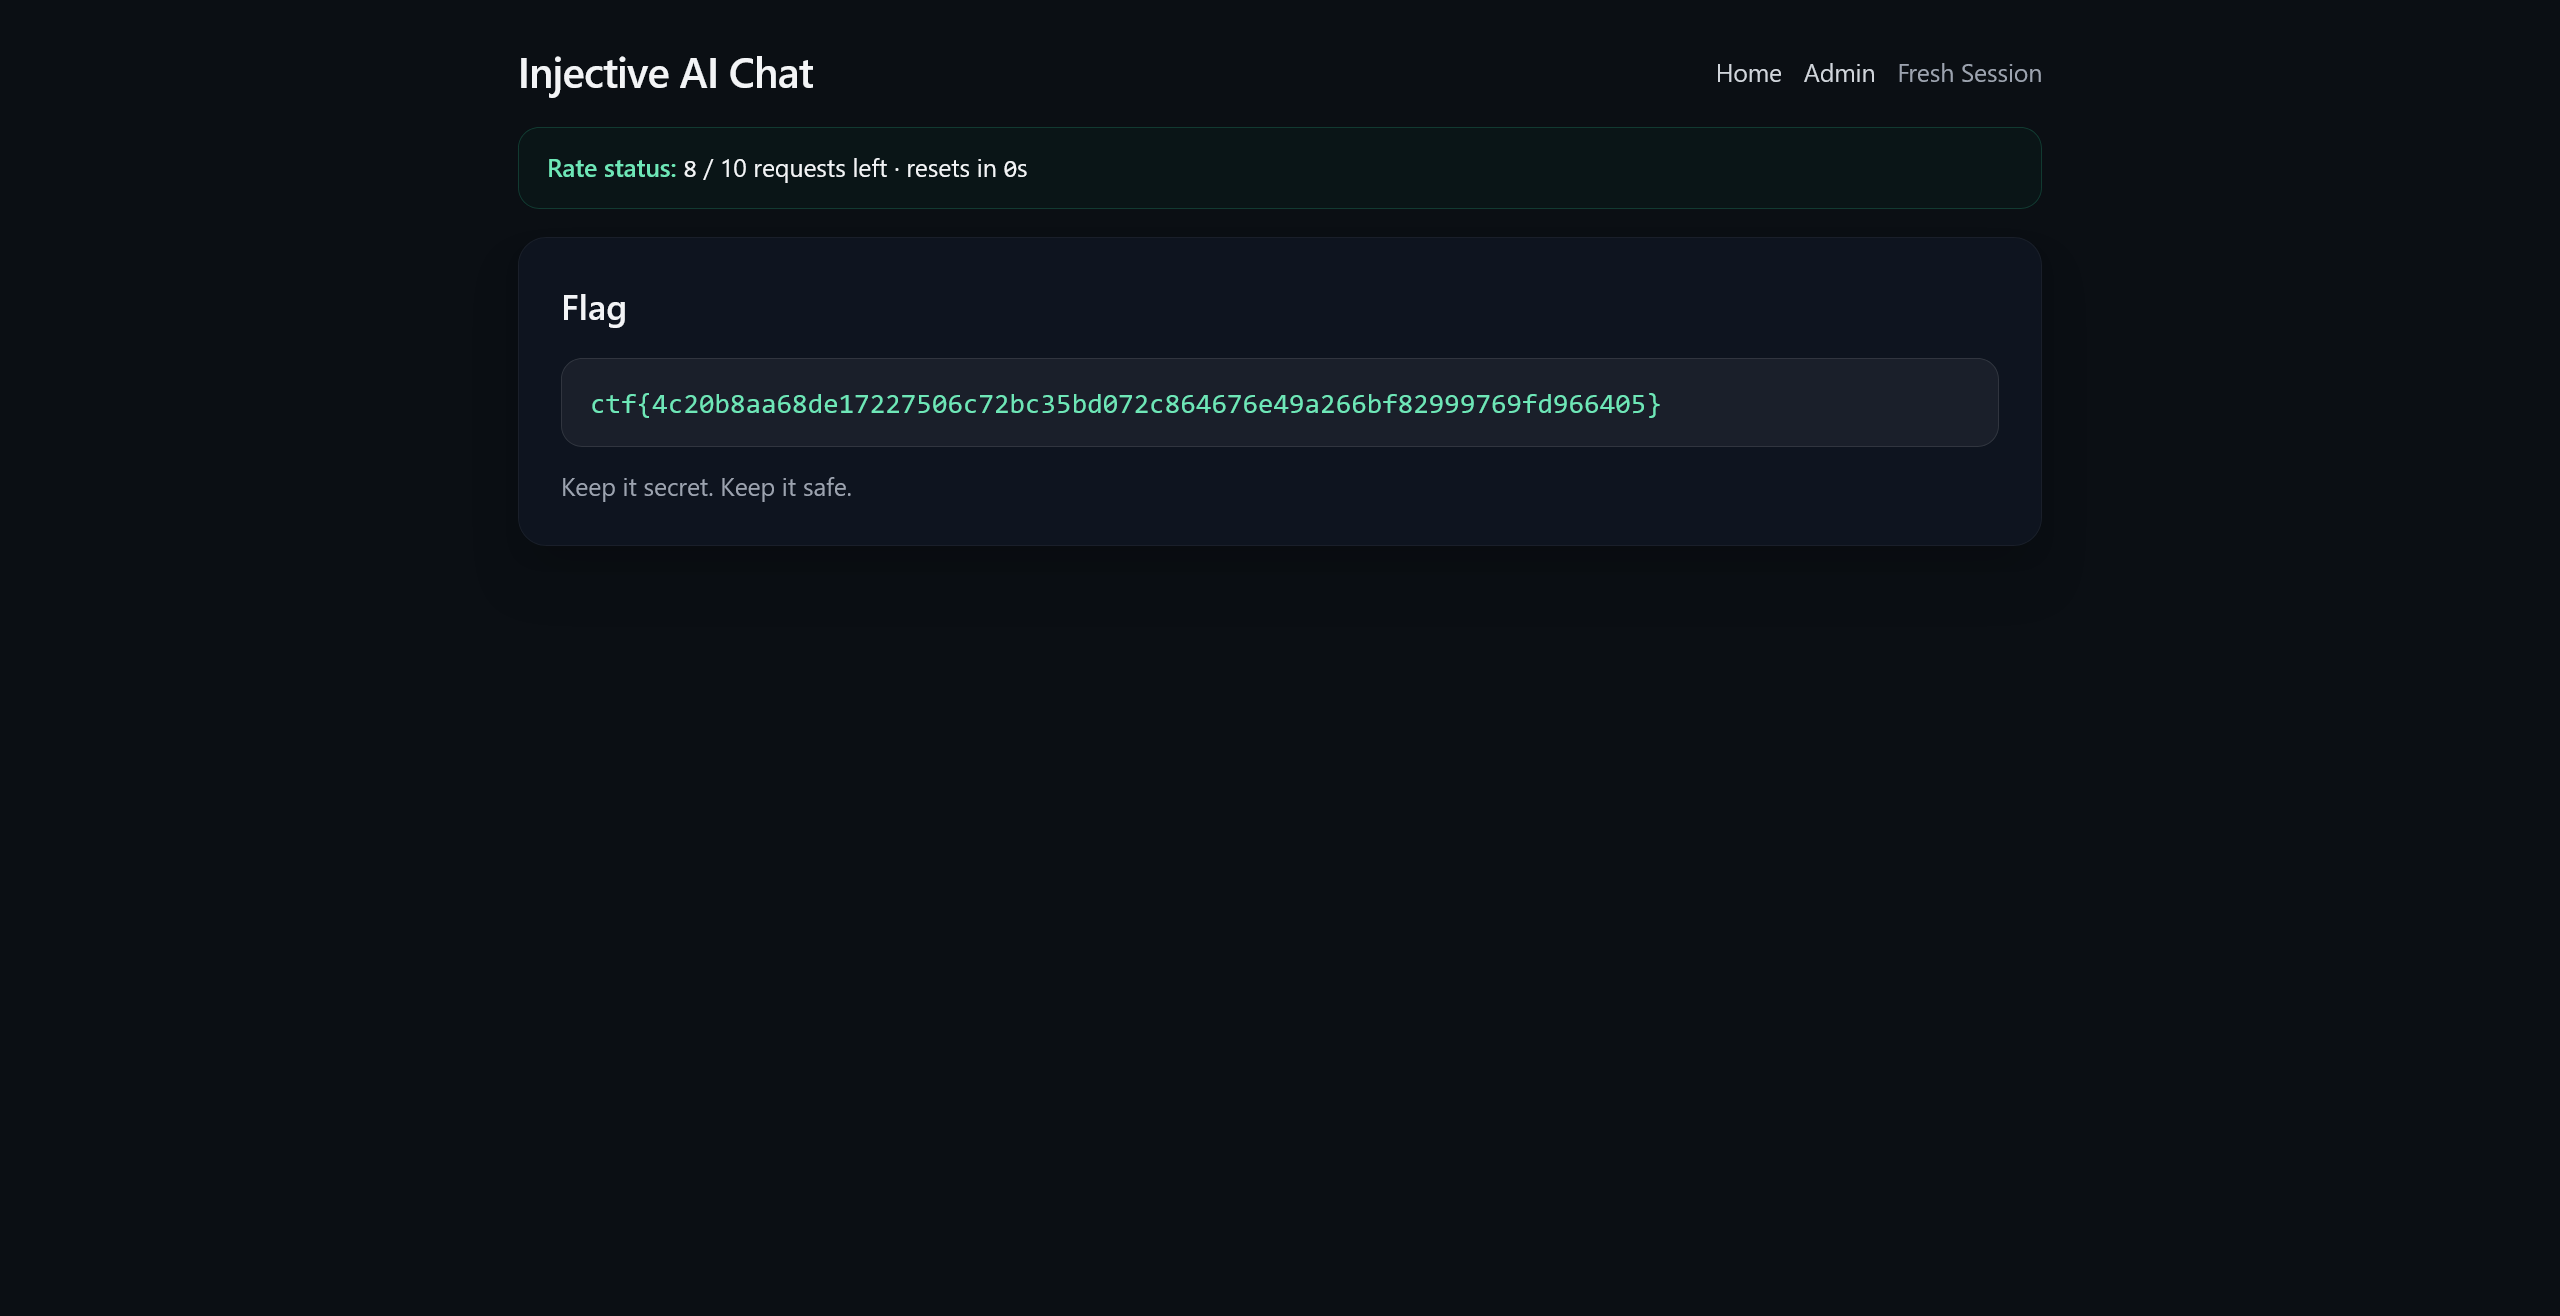 Injective AI Chat
Home Admin Fresh Session
Rate status: 8 / 10 requests left · resets in 0s
Flag
ctf{4c20b8aa68de17227506c72bc35bd072c864676e49a266bf82999769fd966405}
Keep it secret. Keep it safe.